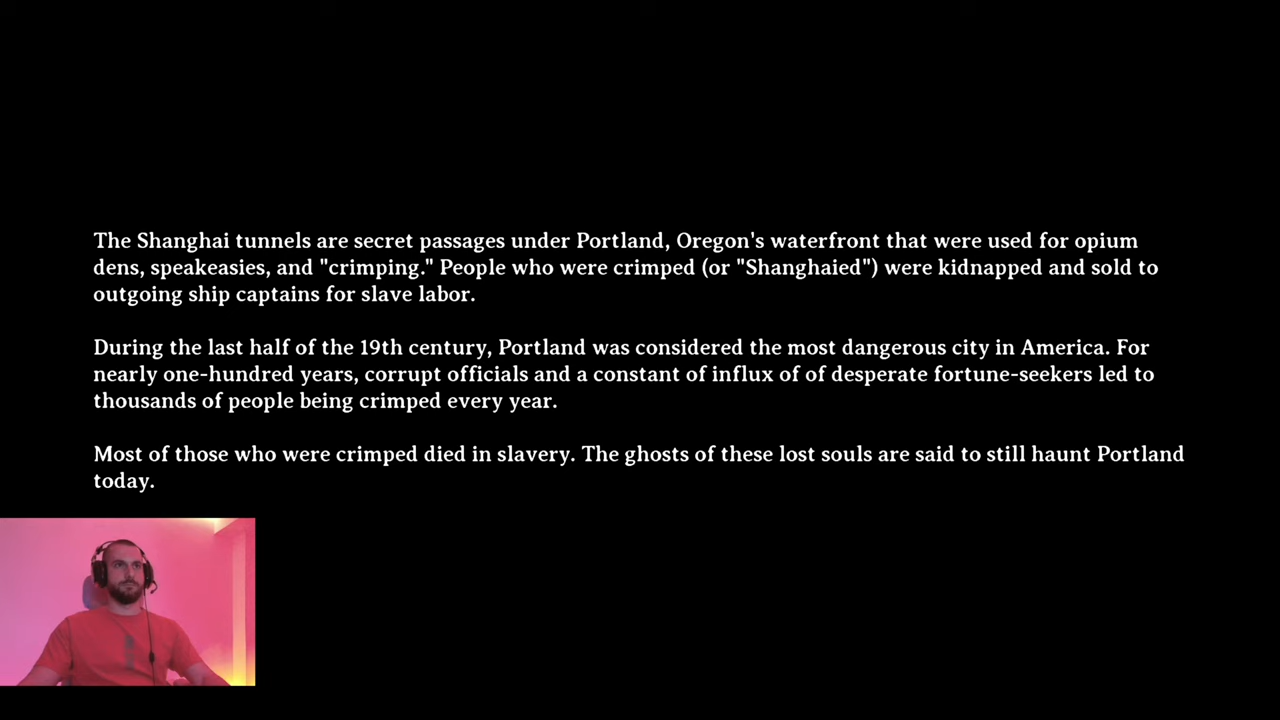 The Shanghai tunnels are secret passages under Portland, Oregon's waterfront that were used for opium
dens, speakeasies, and "crimping." People who were crimped (or "Shanghaied") were kidnapped and sold to
outgoing ship captains for slave labor.
During the last half of the 19th century, Portland was considered the most dangerous city in America. For
nearly one-hundred years, corrupt officials and a constant of influx of of desperate fortune-seekers led to
thousands of people being crimped every year.
Most of those who were crimped died in slavery. The ghosts of these lost souls are said to still haunt Portland
today.